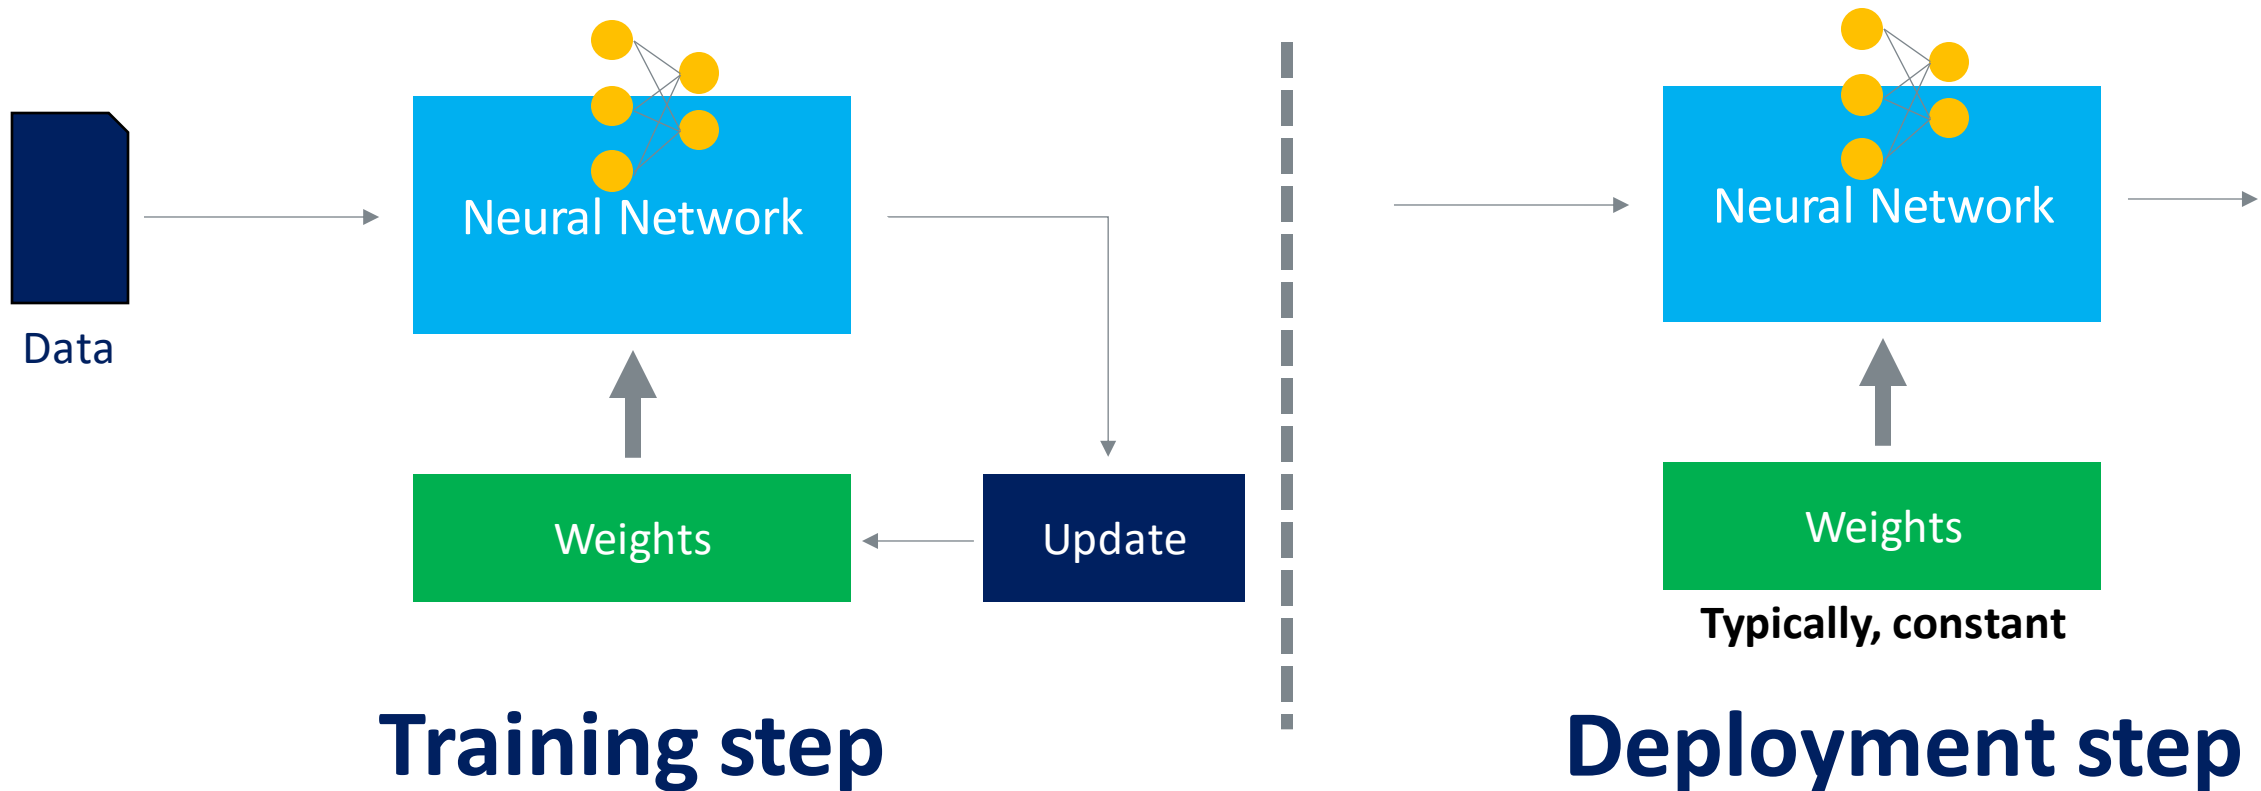 Data
Neural Network
Weights
Update
Training step
Neural Network
Weights
Typically, constant
Deployment step